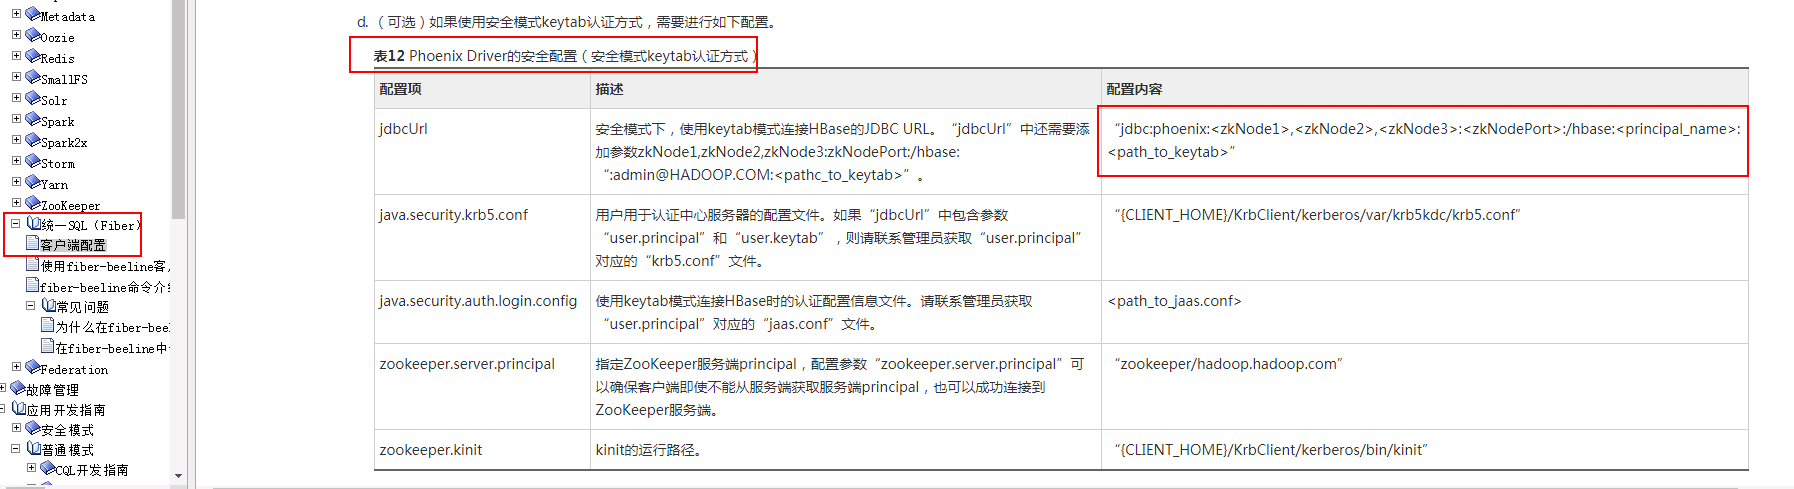 Metadata
Oozie
Redis
SmallFS
Solr
Spark
Spark2x
Storm
Yarn
ZooKeeper
统一SQL（Fiber）
客户端配置
使用fiber-beeline客
fiber-beeline命令介
常见问题
为什么在fiber-bee
在fiber-beeline中
Federation
故障管理
应用开发指南
安全模式
普通模式
CQL开发指南
d. （可选）如果使用安全模式keytab认证方式，需要进行如下配置。
表12 Phoenix Driver的安全配置（安全模式keytab认证方式）
配置项 描述 配置内容
jdbcUrl
安全模式下，使用keytab模式连接HBase的JDBC URL。“jdbcUrl”中还需要添
加参数zkNode1,zkNode2,zkNode3:zkNodePort:/hbase:
“:admin@HADOOP.COM:<pathc_to_keytab>”。
“jdbc:phoenix:<zkNode1>,<zkNode2>,<zkNode3>:<zkNodePort>:/hbase:<principal_name>:
<path_to_keytab>”
java.security.krb5.conf
用户用于认证中心服务器的配置文件。如果“jdbcUrl”中包含参数
“user.principal”和“user.keytab”，则请联系管理员获取“user.principal”
对应的“krb5.conf”文件。
“{CLIENT_HOME}/KrbClient/kerberos/var/krb5kdc/krb5.conf”
java.security.auth.login.config
使用keytab模式连接HBase时的认证配置信息文件。请联系管理员获取
“user.principal”对应的“jaas.conf”文件。
<path_to_jaas.conf>
zookeeper.server.principal
指定ZooKeeper服务端principal，配置参数“zookeeper.server.principal”可
以确保客户端即使不能从服务端获取服务端principal，也可以成功连接到
ZooKeeper服务端。
“zookeeper/hadoop.hadoop.com”
zookeeper.kinit
kinit的运行路径。
“{CLIENT_HOME}/KrbClient/kerberos/bin/kinit”